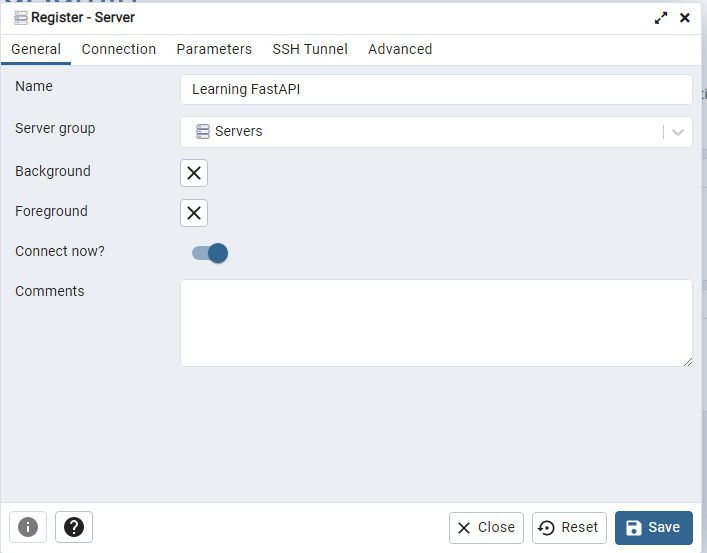 Register - Server
General Connection Parameters SSH Tunnel Advanced
Name Learning FastAPI
Server group Servers
Background
Foreground
Connect now?
Comments
Close Reset Save